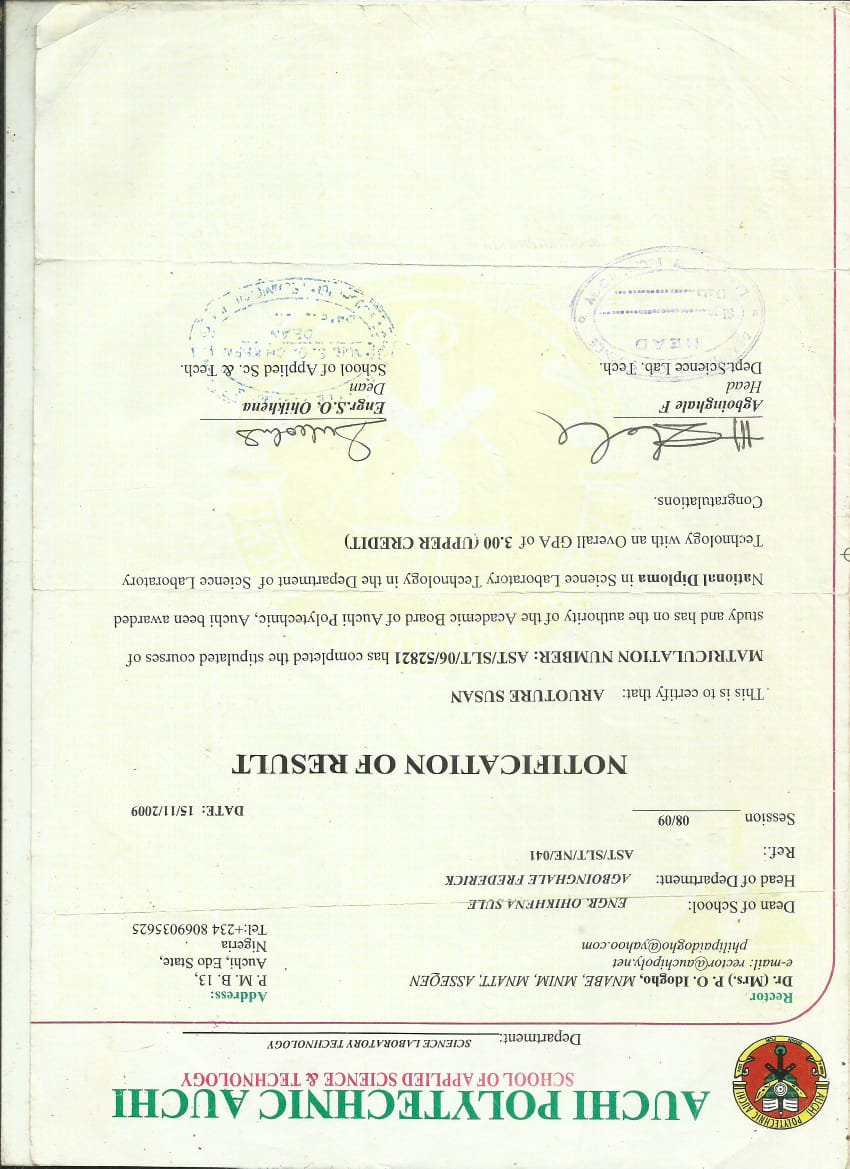 AUCHI POLYTECHNIC AUCHI
SCHOOL OF APPLIED SCIENCE & TECHNOLOGY
Department: SCIENCE LABORATORY TECHNOLOGY
AUCHI POLYTECHNIC AUCHI
Rector
Dr. (Mrs.) P. O. Idogho, MNABE, MNIM, MNATT, ASSEQEN
e-mail: rector@auchipoly.net
philipaidogho@yahoo.com
Address:
P. M. B. 13,
Auchi, Edo State,
Nigeria
Tel:+234 8069035625
Dean of School: ENGR. OHIKHENA SULE
Head of Department: AGBOINGHALE FREDERICK
Ref.: AST/SLT/NE/041
Session 08/09 DATE: 15/11/2009
NOTIFICATION OF RESULT
This is to certify that: ARUOTURE SUSAN
MATRICULATION NUMBER: AST/SLT/06/52821 has completed the stipulated courses of
study and has on the authority of the Academic Board of Auchi Polytechnic, Auchi been awarded
National Diploma in Science Laboratory Technology in the Department of Science Laboratory
Technology with an Overall GPA of 3.00 (UPPER CREDIT)
Congratulations.
Agboinghale F
Head
Dept.Science Lab. Tech.
Engr.S.O. Ohikhena
Dean
School of Applied Sc. & Tech.
HEAD
DEAN